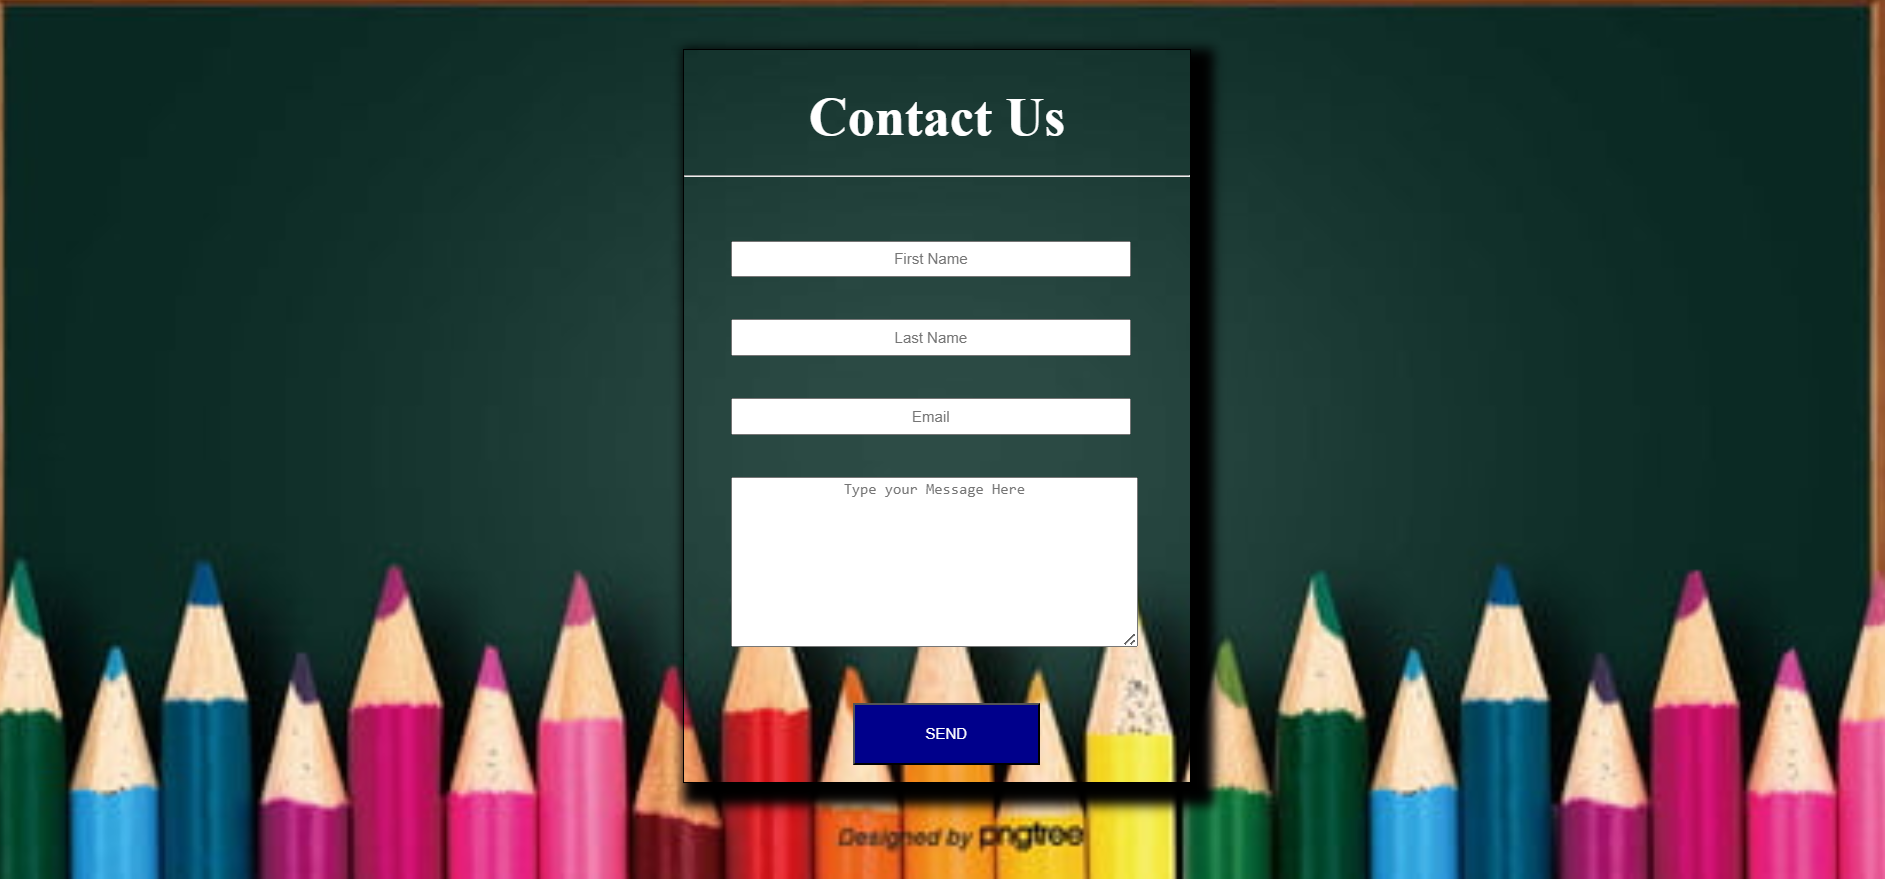 Contact Us
First Name
Last Name
Email
Type your Message Here
SEND
Designed by pngtree